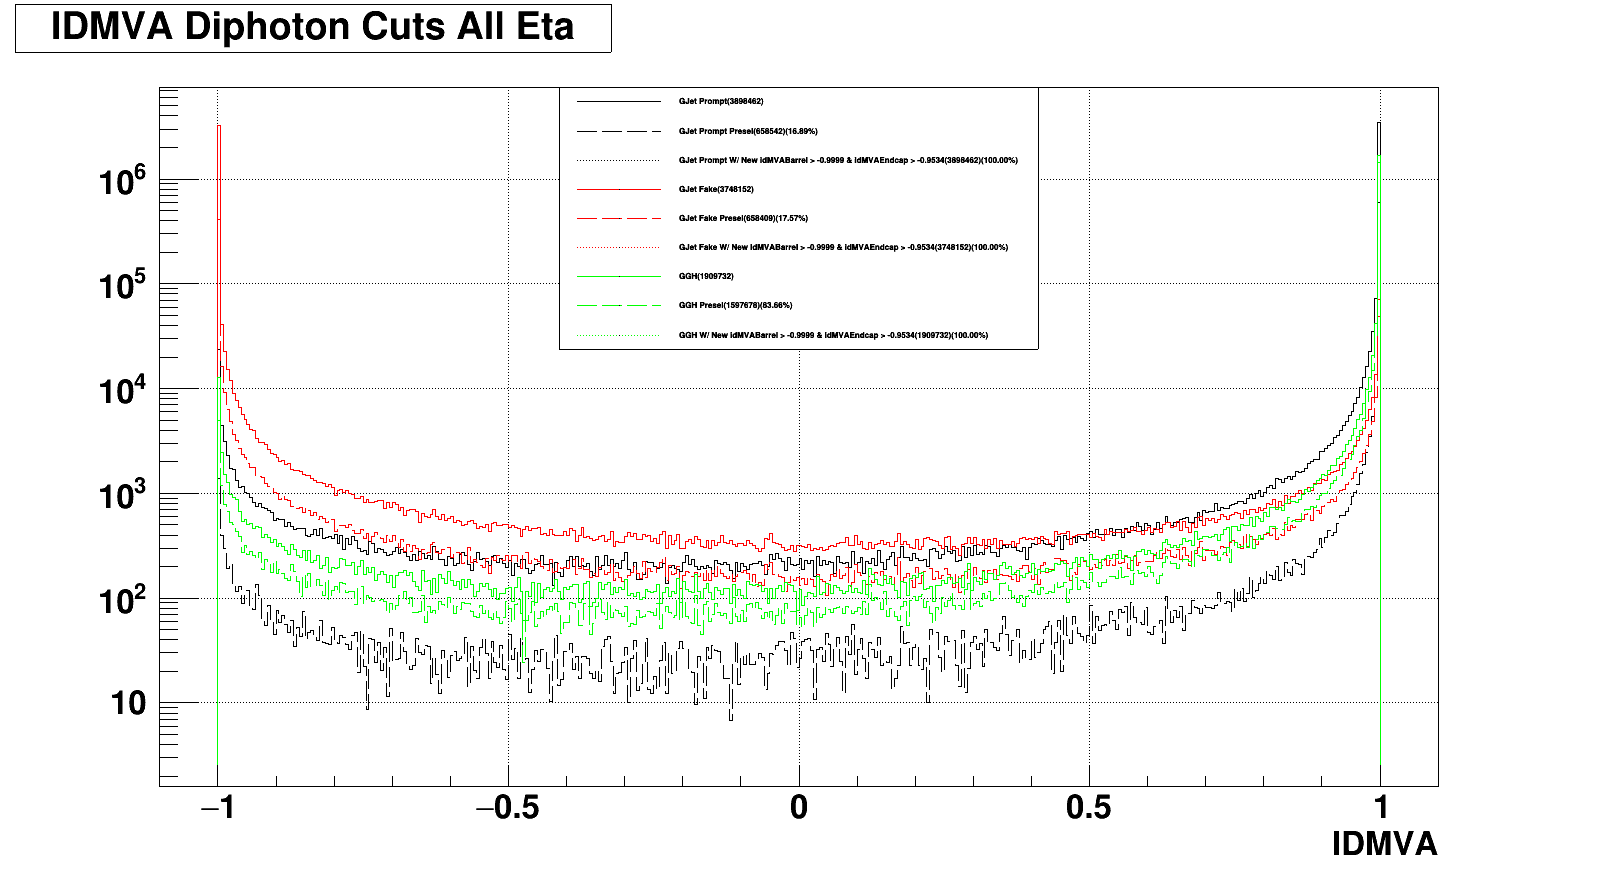 IDMVA Diphoton Cuts All Eta
GJet Prompt(3898462)
GJet Prompt Presel(658542)(16.89%)
GJet Prompt W/ New idMVABarrel > -0.9999 & idMVAEndcap > -0.9534(3898462)(100.00%)
GJet Fake(3748152)
GJet Fake Presel(658409)(17.57%)
GJet Fake W/ New idMVABarrel > -0.9999 & idMVAEndcap > -0.9534(3748152)(100.00%)
GGH(1909732)
GGH Presel(1597678)(83.66%)
GGH W/ New idMVABarrel > -0.9999 & idMVAEndcap > -0.9534(1909732)(100.00%)
10^6
10^5
10^4
10^3
10^2
10
−1 −0.5 0 0.5 1
IDMVA